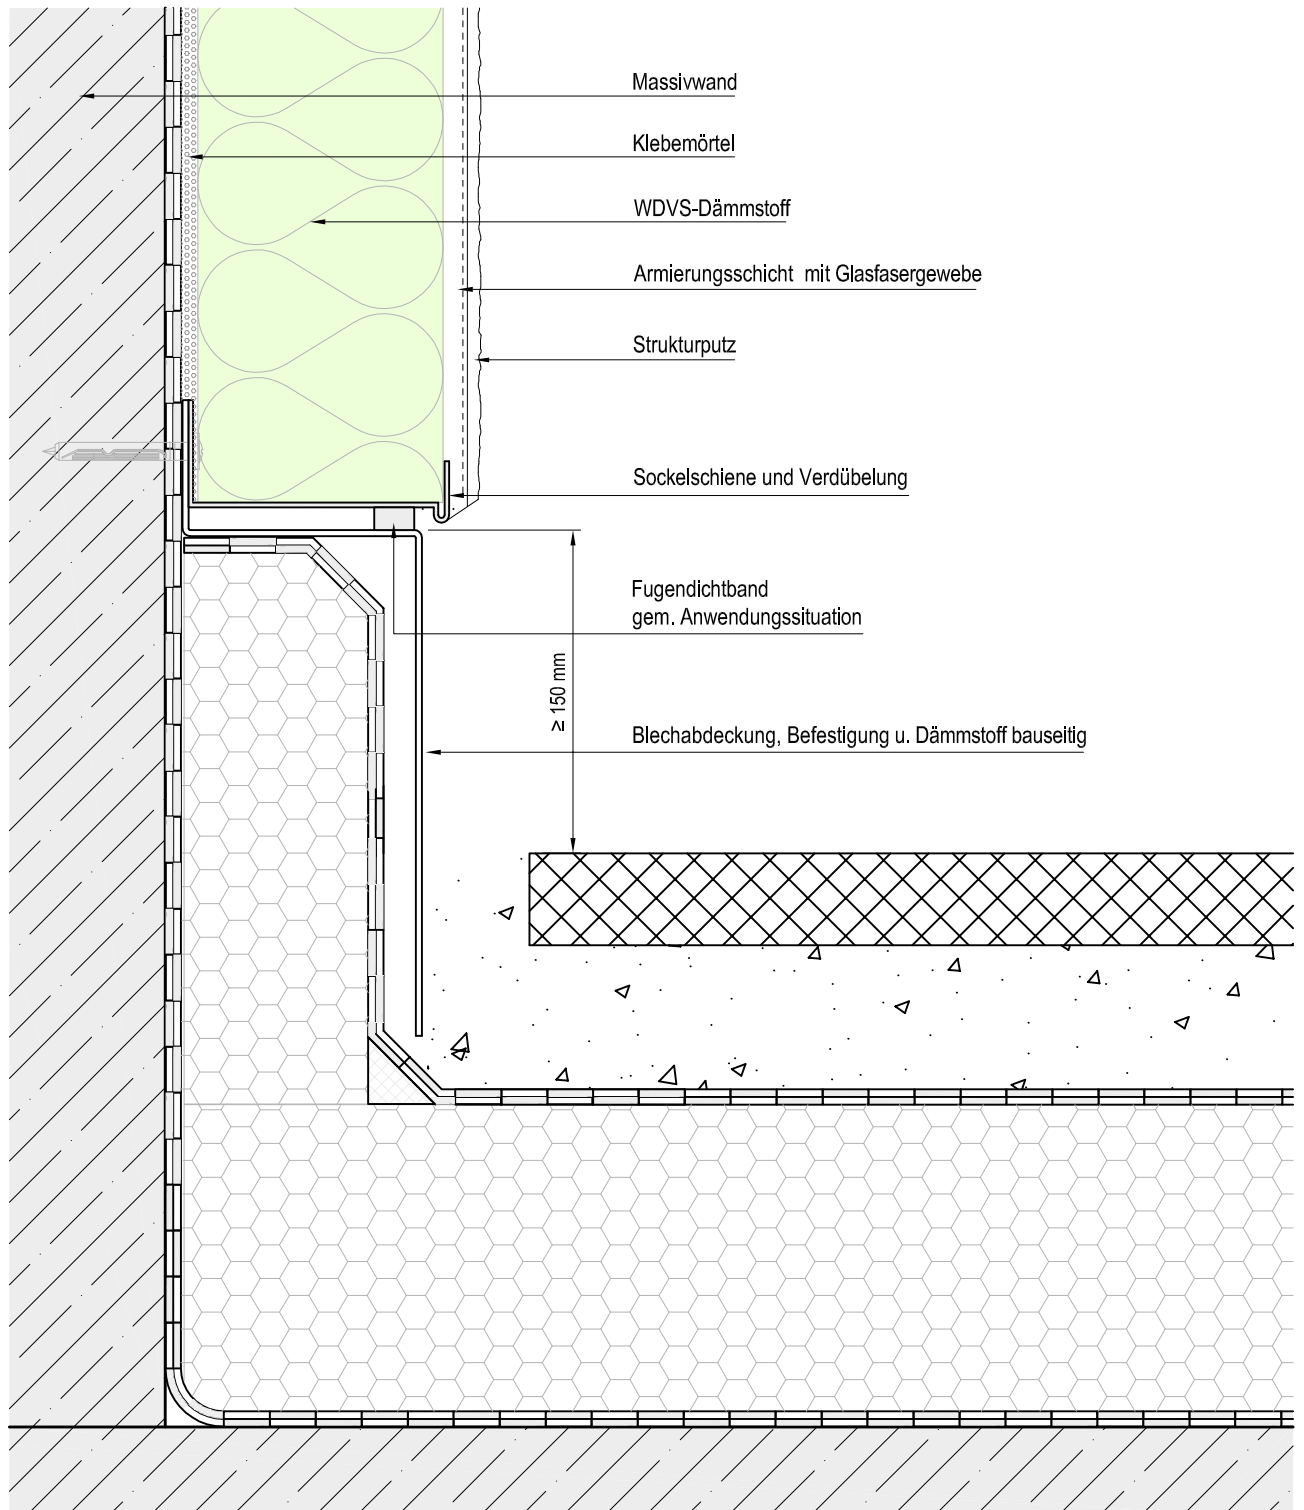 Massivwand
Klebemörtel
WDVS-Dämmstoff
Armierungsschicht mit Glasfasergewebe
Strukturputz
Sockelschiene und Verdübelung
Fugendichtband
gem. Anwendungssituation
≥ 150 mm
Blechabdeckung, Befestigung u. Dämmstoff bauseitig